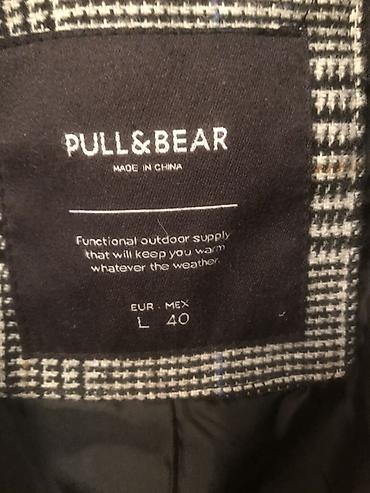 PULL&BEAR
MADE IN CHINA
Functional outdoor supply
that will keep you warm
whatever the weather.
EUR · MEX
L 40